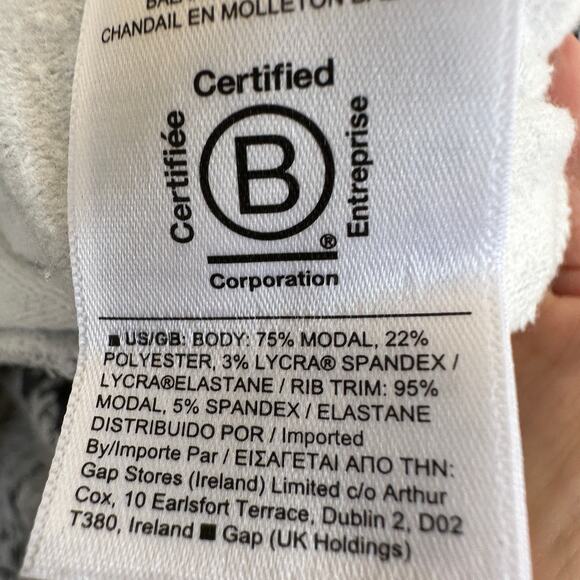 CHANDAIL EN MOLLETON
Certified
Certifiée
B
Entreprise
®
Corporation
■ US/GB: BODY: 75% MODAL, 22%
POLYESTER, 3% LYCRA® SPANDEX /
LYCRA®ELASTANE / RIB TRIM: 95%
MODAL, 5% SPANDEX / ELASTANE
DISTRIBUIDO POR / Imported
By/Importe Par / ΕΙΣΑΓΕΤΑΙ ΑΠΟ ΤΗΝ:
Gap Stores (Ireland) Limited c/o Arthur
Cox, 10 Earlsfort Terrace, Dublin 2, D02
T380, Ireland ■ Gap (UK Holdings)